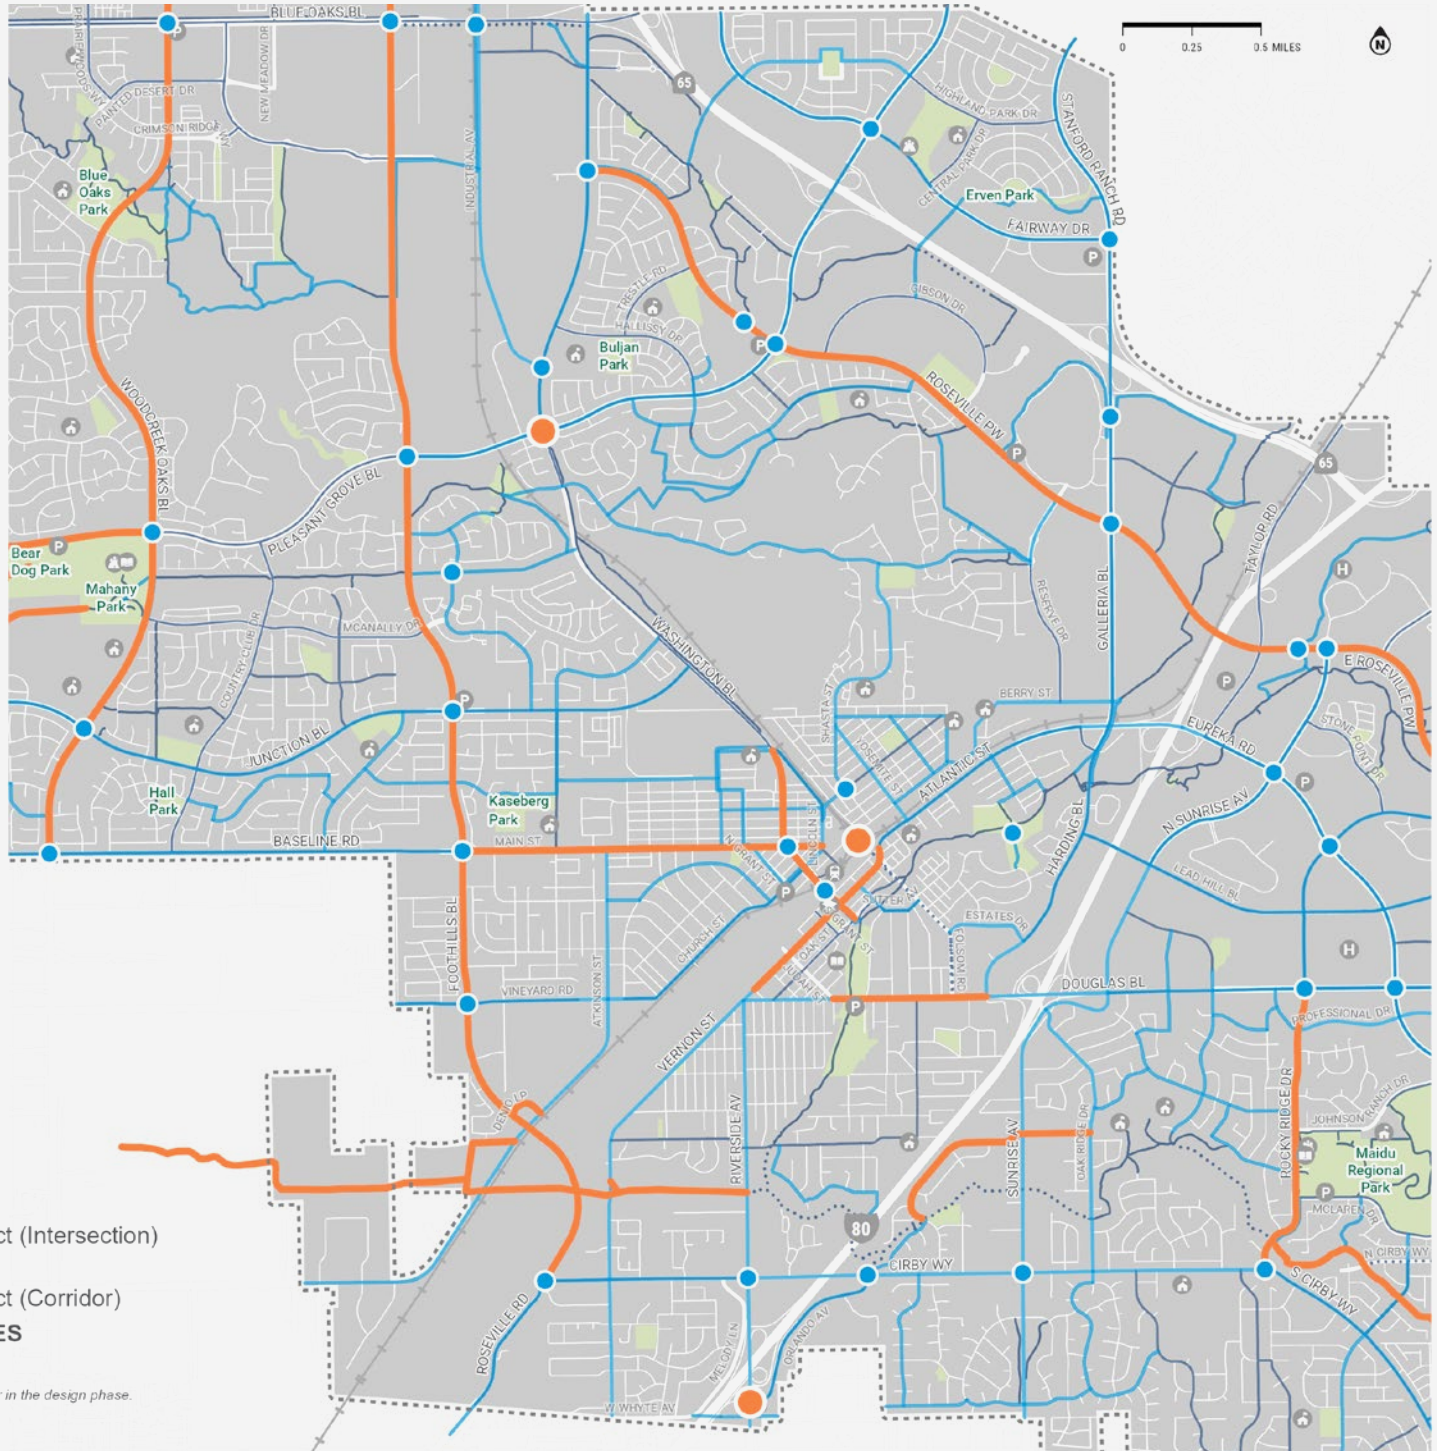 BLUE OAKS BL
0 0.25 0.5 MILES
N
PAINTED DESERT DR
NEW MEADOW DR
CRIMSON RIDGE WY
INDUSTRIAL AV
65
HIGHLAND PARK DR
CENTRAL PARK DR
STANFORD RANCH RD
Blue
Oaks
Park
Erven Park
FAIRWAY DR
P
TRESTLE RD
HALLISSY DR
GIBSON DR
Buljan
Park
P
WOODCREEK OAKS BL
ROSEVILLE PW
P
PLEASANT GROVE BL
65
TAYLOR RD
Bear
Dog Park
P
Mahany
Park
H
MCANALLY DR
COUNTRY CLUB DR
WASHINGTON BL
RESERVE DR
GALLERIA BL
E ROSEVILLE PW
P
BERRY ST
SHASTA ST
YOSEMITE ST
P
JUNCTION BL
ATLANTIC ST
EUREKA RD
STONE POINT DR
P
Hall
Park
Kaseberg
Park
N SUNRISE AV
BASELINE RD
MAIN ST
LINCOLN ST
N GRANT ST
HARDING BL
LEAD HILL BL
P
SUTTER
GRANT ST
ESTATES DR
FOOTHILLS BL
CHURCH ST
OAK ST
JUDAH ST
FOLSOM RD
H
VINEYARD RD
ATKINSON ST
DOUGLAS BL
P
PROFESSIONAL DR
VERNON ST
DENIO LP
RIVERSIDE AV
SUNRISE AV
OAK RIDGE DR
ROCKY RIDGE DR
JOHNSON RANCH DR
Maidu
Regional
Park
P
MCLAREN DR
80
ct (Intersection)
CIRBY WY
N CIRBY WY
S CIRBY WY
ct (Corridor)
ES
ROSEVILLE RD
MELODY LN
ORLANDO AV
r in the design phase.
W WHYTE AV